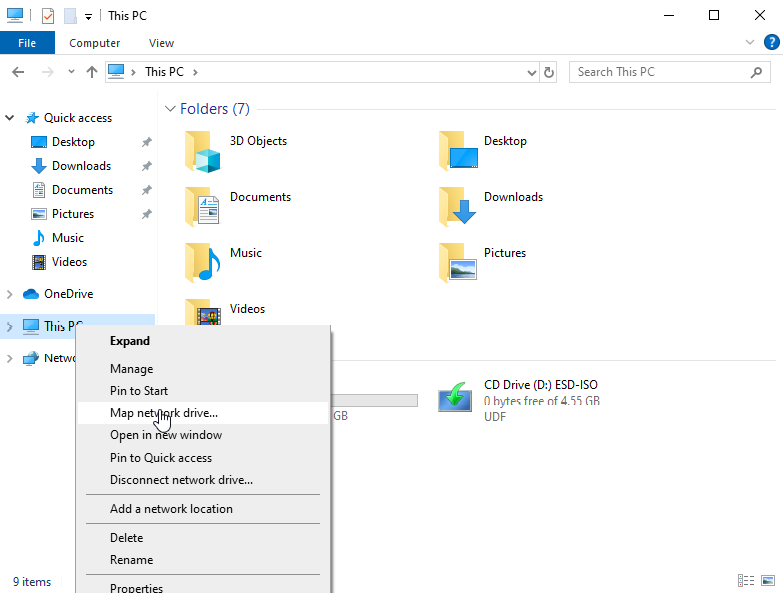 This PC
File
Computer
View
This PC
Search This PC
Quick access
Desktop
Downloads
Documents
Pictures
Music
Videos
OneDrive
This PC
Folders (7)
3D Objects
Desktop
Documents
Downloads
Music
Pictures
Videos
GB
CD Drive (D:) ESD-ISO
0 bytes free of 4.55 GB
UDF
Expand
Manage
Pin to Start
Map network drive...
Open in new window
Pin to Quick access
Disconnect network drive...
Add a network location
Delete
Rename
Properties
9 items